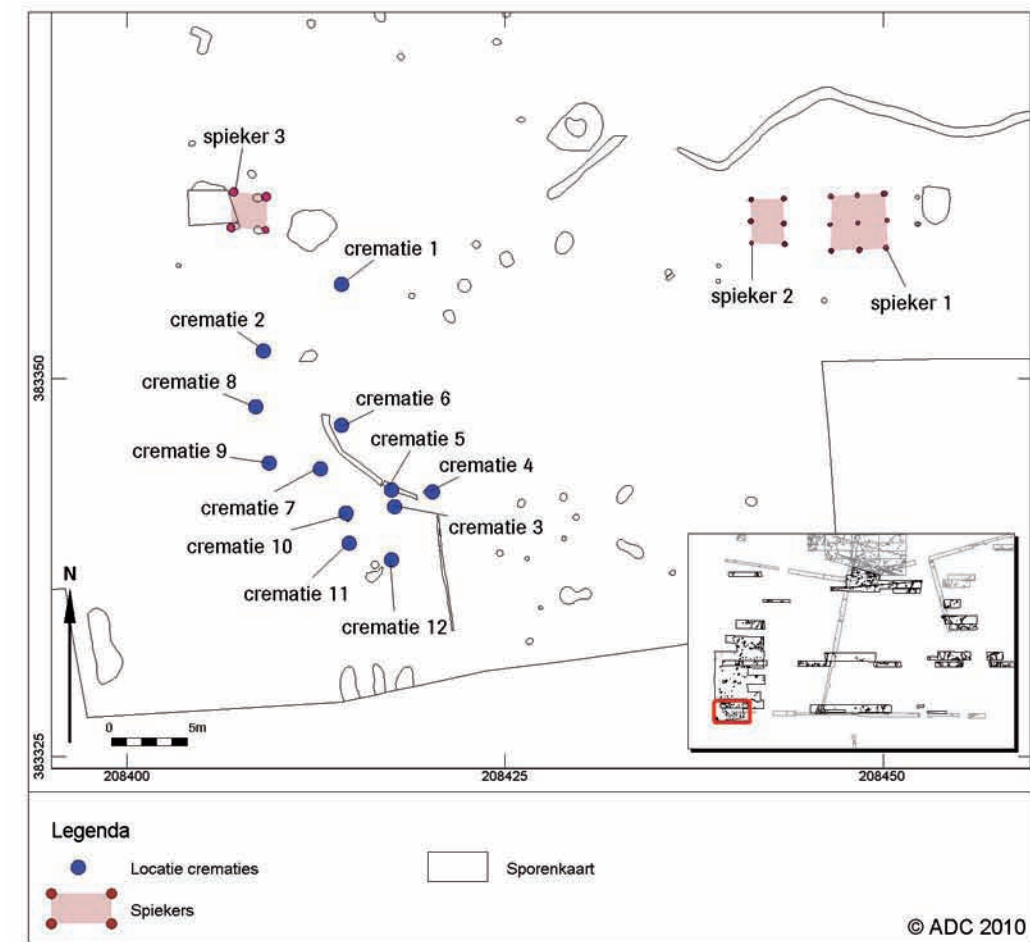 spieker 3
crematie 1
spieker 2
spieker 1
crematie 2
crematie 8
crematie 6
crematie 5
crematie 9
crematie 4
crematie 7
crematie 3
crematie 10
crematie 11
crematie 12
N
0 5m
383350
383325
208400 208425 208450
Legenda
Locatie crematies
Sporenkaart
Spiekers
© ADC 2010